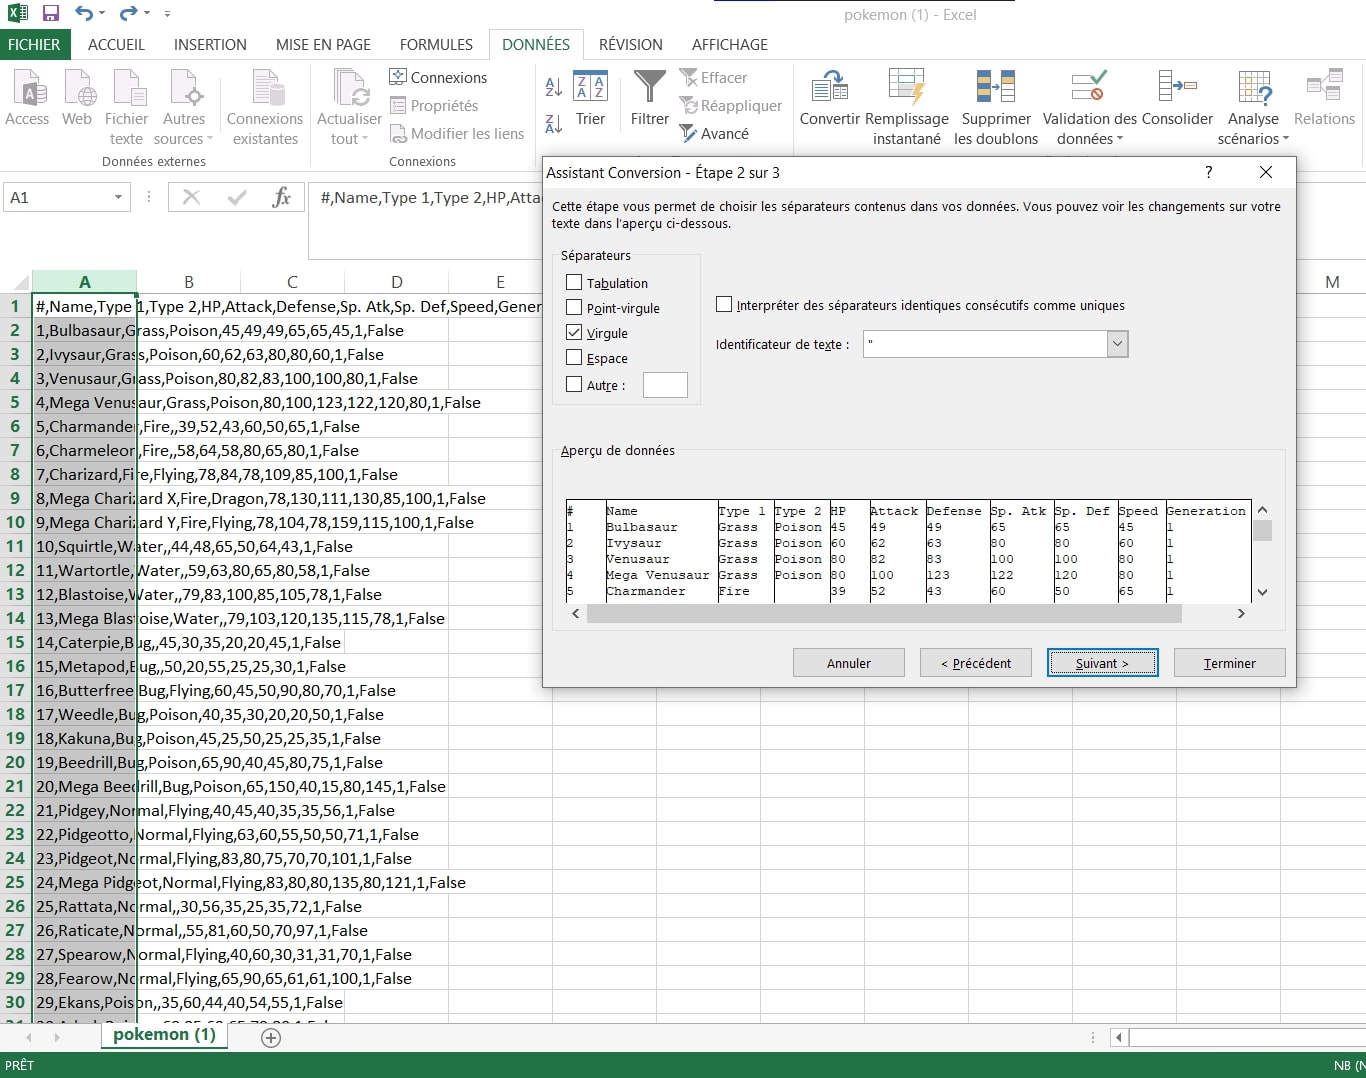 pokemon (1) - Excel
FICHIER ACCUEIL INSERTION MISE EN PAGE FORMULES DONNÉES RÉVISION AFFICHAGE
Access Web Fichier texte Autres sources Connexions existantes
Données externes
Actualiser tout Connexions Propriétés Modifier les liens
Connexions
Trier Filtrer Effacer Réappliquer Avancé
Convertir Remplissage instantané Supprimer les doublons Validation des données Consolider Analyse scénarios Relations
A1 fx #,Name,Type 1,Type 2,HP,Atta
Assistant Conversion - Étape 2 sur 3 ?
Cette étape vous permet de choisir les séparateurs contenus dans vos données. Vous pouvez voir les changements sur votre
texte dans l'aperçu ci-dessous.
Séparateurs
Tabulation
Point-virgule
Virgule
Espace
Autre :
Interpréter des séparateurs identiques consécutifs comme uniques
Identificateur de texte : "
Aperçu de données
# Name Type 1 Type 2 HP Attack Defense Sp. Atk Sp. Def Speed Generation
1 Bulbasaur Grass Poison 45 49 49 65 65 45 1
2 Ivysaur Grass Poison 60 62 63 80 80 60 1
3 Venusaur Grass Poison 80 82 83 100 100 80 1
4 Mega Venusaur Grass Poison 80 100 123 122 120 80 1
5 Charmander Fire 39 52 43 60 50 65 1
Annuler < Précédent Suivant > Terminer
A B C D E M
1 #,Name,Type 1,Type 2,HP,Attack,Defense,Sp. Atk,Sp. Def,Speed,Gener
2 1,Bulbasaur,Grass,Poison,45,49,49,65,65,45,1,False
3 2,Ivysaur,Grass,Poison,60,62,63,80,80,60,1,False
4 3,Venusaur,Grass,Poison,80,82,83,100,100,80,1,False
5 4,Mega Venusaur,Grass,Poison,80,100,123,122,120,80,1,False
6 5,Charmander,Fire,,39,52,43,60,50,65,1,False
7 6,Charmeleon,Fire,,58,64,58,80,65,80,1,False
8 7,Charizard,Fire,Flying,78,84,78,109,85,100,1,False
9 8,Mega Charizard X,Fire,Dragon,78,130,111,130,85,100,1,False
10 9,Mega Charizard Y,Fire,Flying,78,104,78,159,115,100,1,False
11 10,Squirtle,Water,,44,48,65,50,64,43,1,False
12 11,Wartortle,Water,,59,63,80,65,80,58,1,False
13 12,Blastoise,Water,,79,83,100,85,105,78,1,False
14 13,Mega Blastoise,Water,,79,103,120,135,115,78,1,False
15 14,Caterpie,Bug,,45,30,35,20,20,45,1,False
16 15,Metapod,Bug,,50,20,55,25,25,30,1,False
17 16,Butterfree,Bug,Flying,60,45,50,90,80,70,1,False
18 17,Weedle,Bug,Poison,40,35,30,20,20,50,1,False
19 18,Kakuna,Bug,Poison,45,25,50,25,25,35,1,False
20 19,Beedrill,Bug,Poison,65,90,40,45,80,75,1,False
21 20,Mega Beedrill,Bug,Poison,65,150,40,15,80,145,1,False
22 21,Pidgey,Normal,Flying,40,45,40,35,35,56,1,False
23 22,Pidgeotto,Normal,Flying,63,60,55,50,50,71,1,False
24 23,Pidgeot,Normal,Flying,83,80,75,70,70,101,1,False
25 24,Mega Pidgeot,Normal,Flying,83,80,80,135,80,121,1,False
26 25,Rattata,Normal,,30,56,35,25,35,72,1,False
27 26,Raticate,Normal,,55,81,60,50,70,97,1,False
28 27,Spearow,Normal,Flying,40,60,30,31,31,70,1,False
29 28,Fearow,Normal,Flying,65,90,65,61,61,100,1,False
30 29,Ekans,Poison,,35,60,44,40,54,55,1,False
pokemon (1)
PRÊT NB (N